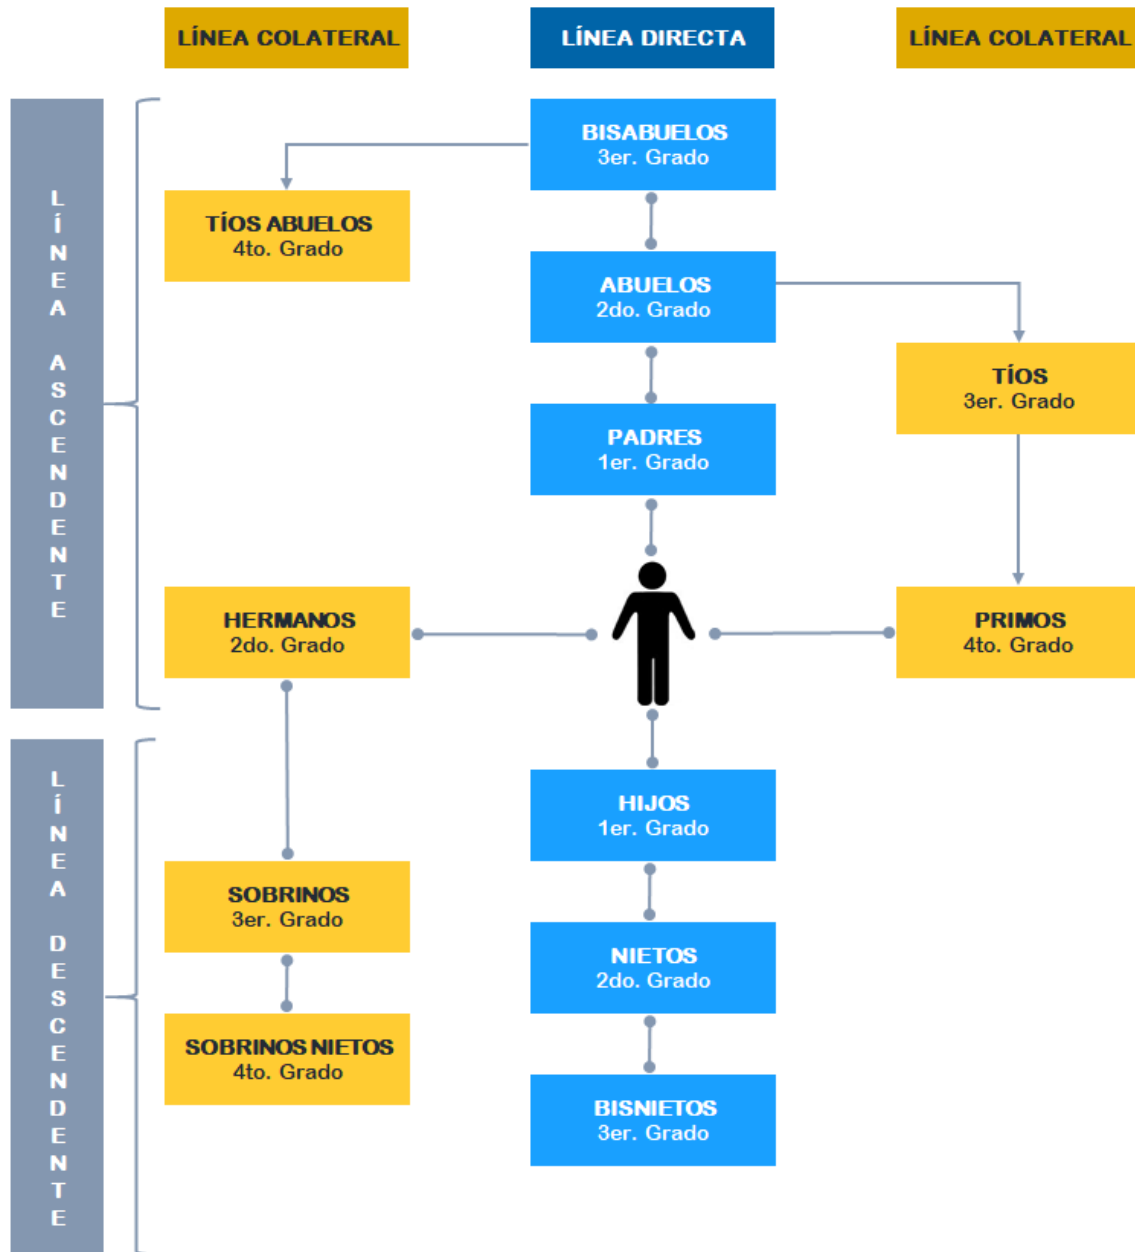 LÍNEA COLATERAL
LÍNEA DIRECTA
LÍNEA COLATERAL
LÍNEA ASCENDENTE
BISABUELOS
3er. Grado
TÍOS ABUELOS
4to. Grado
ABUELOS
2do. Grado
TÍOS
3er. Grado
PADRES
1er. Grado
HERMANOS
2do. Grado
PRIMOS
4to. Grado
LÍNEA DESCENDENTE
HIJOS
1er. Grado
SOBRINOS
3er. Grado
NIETOS
2do. Grado
SOBRINOS NIETOS
4to. Grado
BISNIETOS
3er. Grado